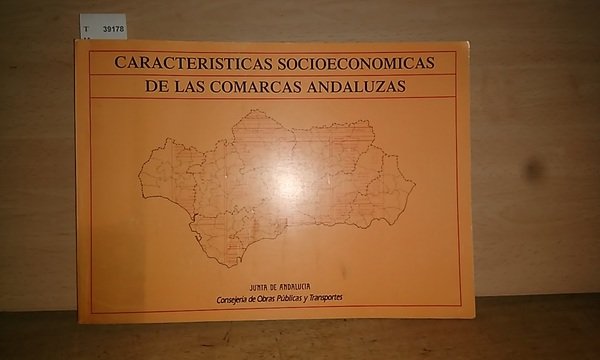 T 39178
CARACTERISTICAS SOCIOECONOMICAS
DE LAS COMARCAS ANDALUZAS
JUNTA DE ANDALUCIA
Consejería de Obras Públicas y Transportes